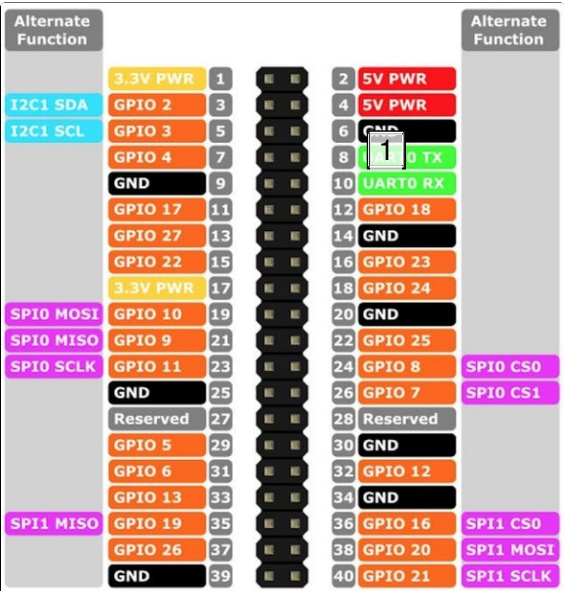 Alternate Function Alternate Function
3.3V PWR 1 2 5V PWR
I2C1 SDA GPIO 2 3 4 5V PWR
I2C1 SCL GPIO 3 5 6 GND
1
GPIO 4 7 8 UART0 TX
GND 9 10 UART0 RX
GPIO 17 11 12 GPIO 18
GPIO 27 13 14 GND
GPIO 22 15 16 GPIO 23
3.3V PWR 17 18 GPIO 24
SPI0 MOSI GPIO 10 19 20 GND
SPI0 MISO GPIO 9 21 22 GPIO 25
SPI0 SCLK GPIO 11 23 24 GPIO 8 SPI0 CS0
GND 25 26 GPIO 7 SPI0 CS1
Reserved 27 28 Reserved
GPIO 5 29 30 GND
GPIO 6 31 32 GPIO 12
GPIO 13 33 34 GND
SPI1 MISO GPIO 19 35 36 GPIO 16 SPI1 CS0
GPIO 26 37 38 GPIO 20 SPI1 MOSI
GND 39 40 GPIO 21 SPI1 SCLK